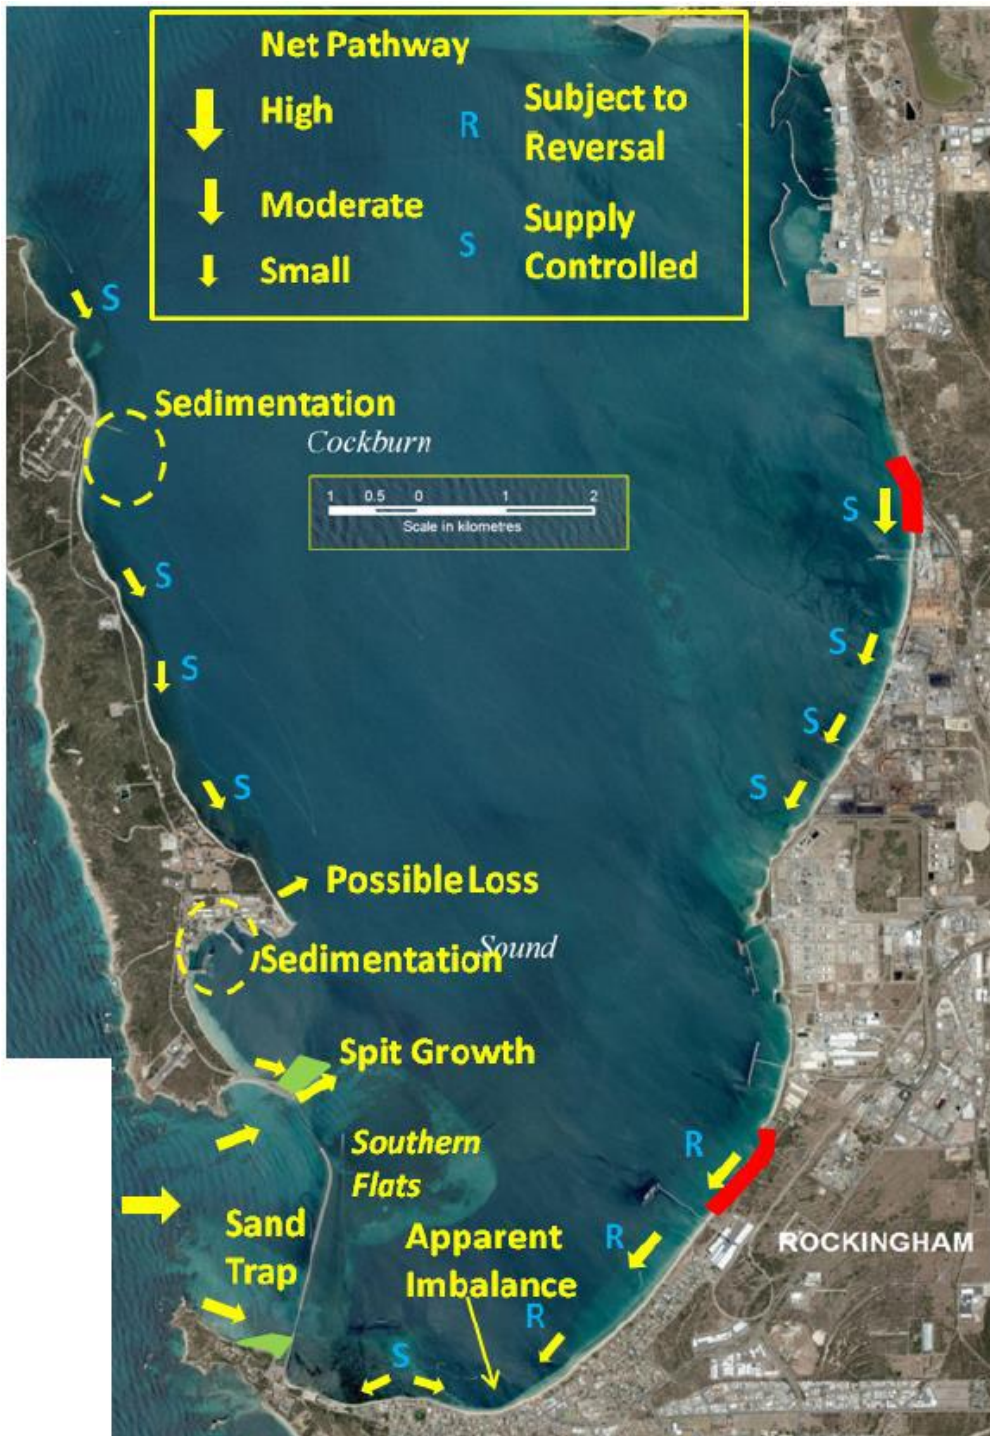 Net Pathway
High
R
Subject to
Reversal
Moderate
S
Supply
Controlled
Small
S
Sedimentation
Cockburn
1 0.5 0 1 2
Scale in kilometres
S
S
S
S
S
S
S
S
Possible Loss
Sound
Sedimentation
Spit Growth
Southern
Flats
R
Sand
Trap
Apparent
Imbalance
R
ROCKINGHAM
R
S